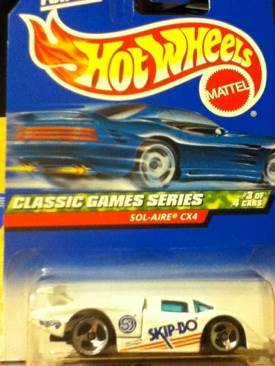 Hot Wheels
MATTEL
CLASSIC GAMES SERIES
#3 OF
4 CARS
SOL-AIRE® CX4
SKIP-BO